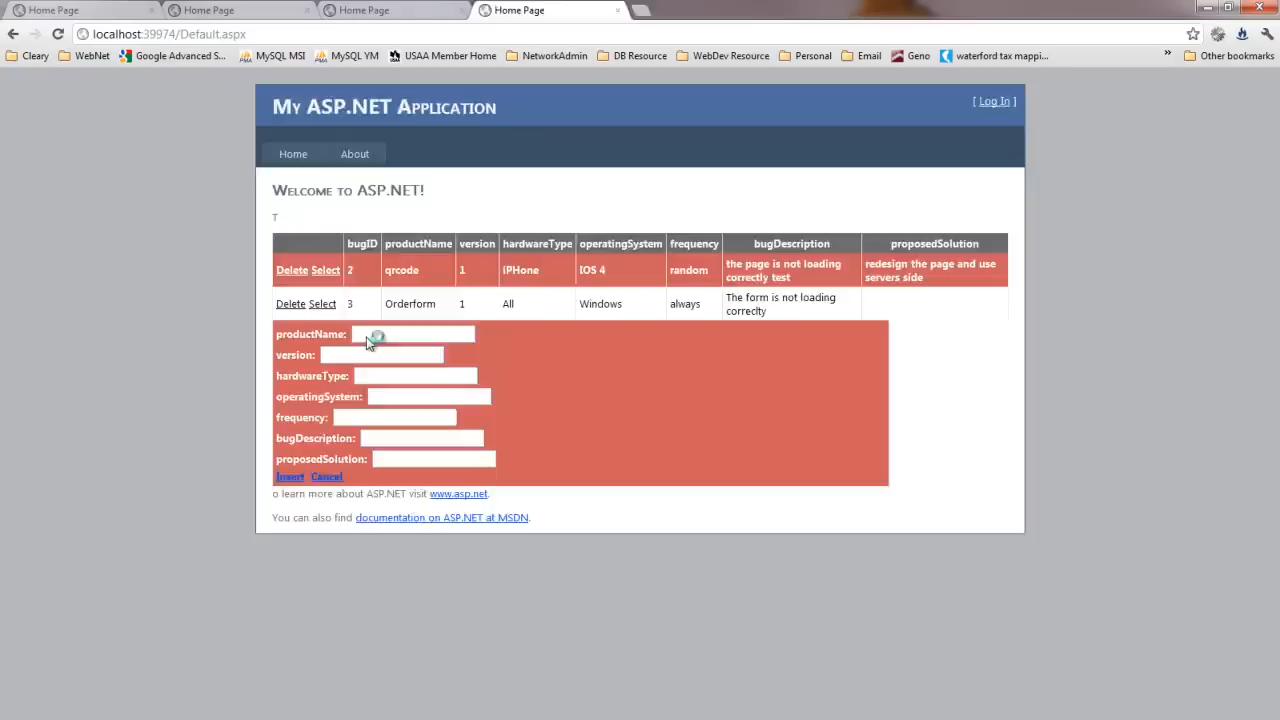 Home Page Home Page Home Page Home Page
localhost:39974/Default.aspx
Cleary WebNet Google Advanced S... MySQL MSI MySQL YM USAA Member Home NetworkAdmin DB Resource WebDev Resource Personal Email Geno waterford tax mappi... » Other bookmarks
MY ASP.NET APPLICATION [ Log In ]
Home About
WELCOME TO ASP.NET!
T
bugID productName version hardwareType operatingSystem frequency bugDescription proposedSolution
Delete Select 2 qrcode 1 IPHone IOS 4 random the page is not loading correctly test redesign the page and use servers side
Delete Select 3 Orderform 1 All Windows always The form is not loading correclty
productName:
version:
hardwareType:
operatingSystem:
frequency:
bugDescription:
proposedSolution:
Insert Cancel
o learn more about ASP.NET visit www.asp.net.
You can also find documentation on ASP.NET at MSDN.